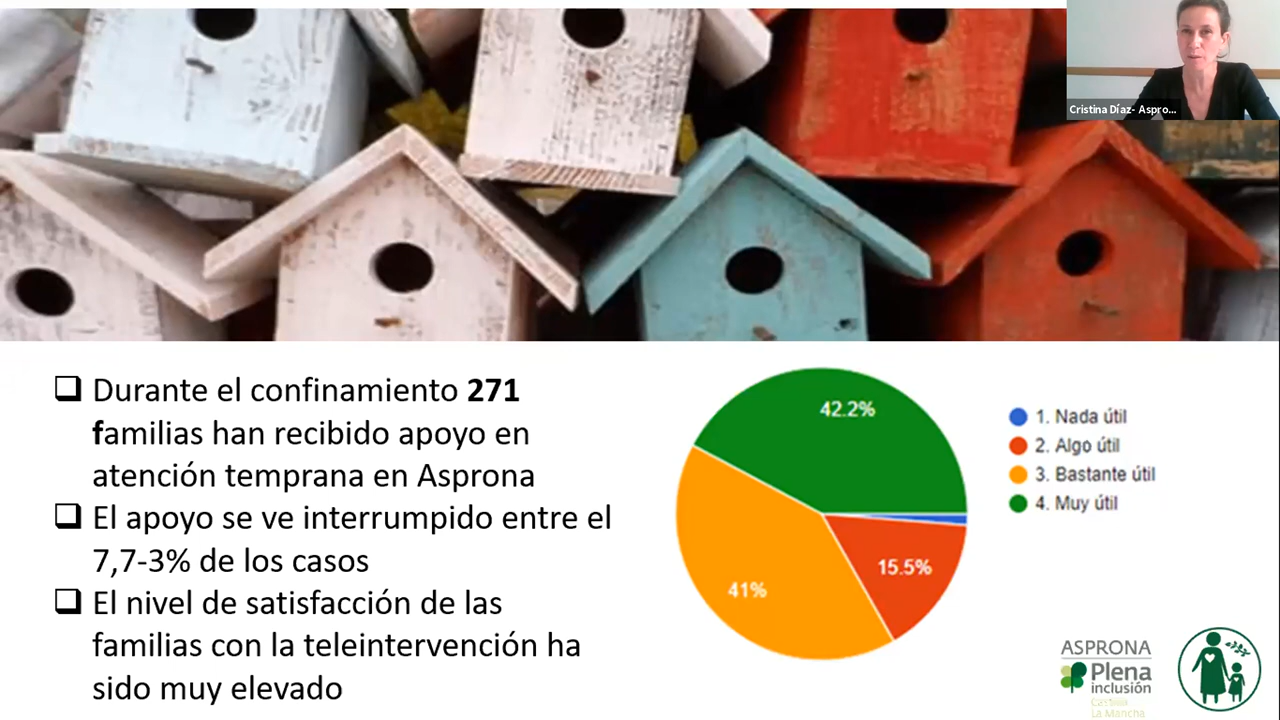 Cristina Díaz- Aspro...
Durante el confinamiento 271
familias han recibido apoyo en
atención temprana en Asprona
El apoyo se ve interrumpido entre el
7,7-3% de los casos
El nivel de satisfacción de las
familias con la teleintervención ha
sido muy elevado
42.2%
41%
15.5%
1. Nada útil
2. Algo útil
3. Bastante útil
4. Muy útil
ASPRONA
Plena
inclusión
Castilla
La Mancha